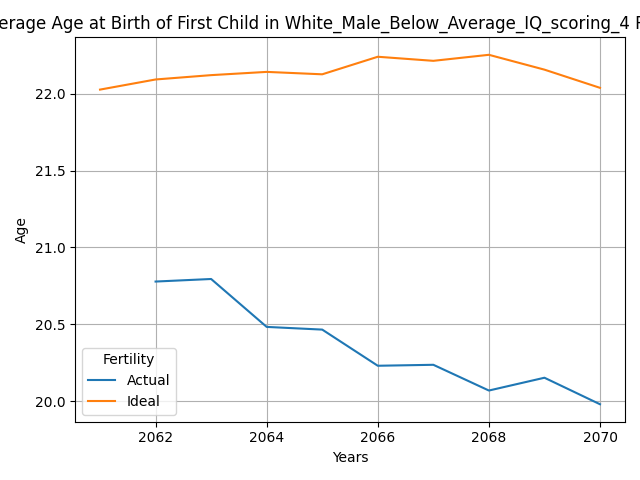 erage Age at Birth of First Child in White_Male_Below_Average_IQ_scoring_4
22.0
21.5
21.0
20.5
20.0
Age
Fertility
Actual
Ideal
2062 2064 2066 2068 2070
Years